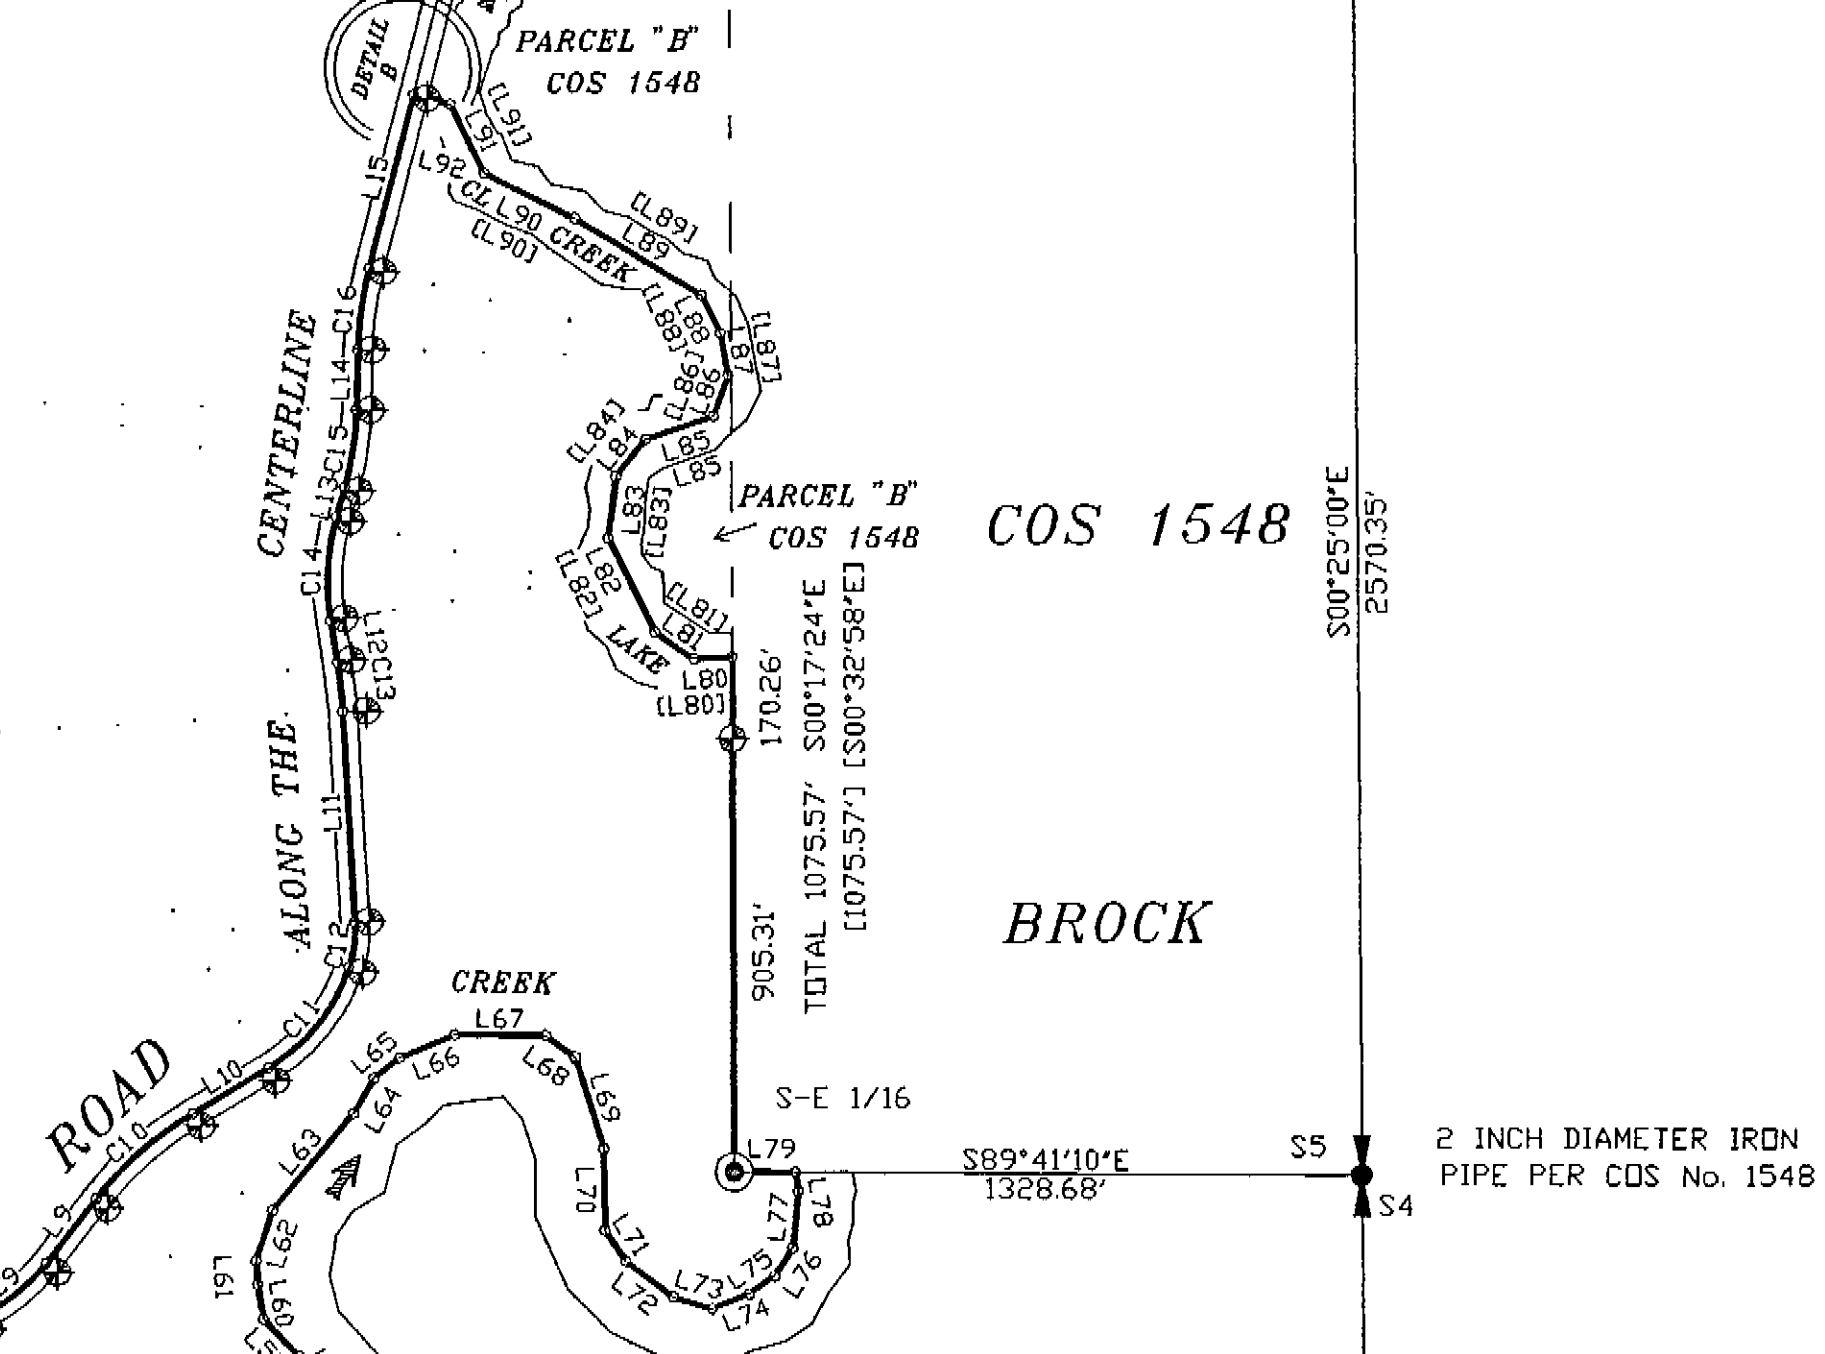 DETAIL
B
PARCEL "B"
COS 1548
[L91]
L91
L92
CL
L90
CREEK
[L90]
[L89]
L89
L15
C16
L14
C15
L13
C14
L12
C13
L11
C12
C11
L10
C10
L9
CENTERLINE
ALONG THE
ROAD
L88
[L88]
L87
[L87]
[L86]
L86
[L84]
L84
L85
L85
L83
[L83]
PARCEL "B"
COS 1548
L82
[L82]
[L81]
L81
LAKE
L80
[L80]
170.26'
905.31'
TOTAL 1075.57' S00°17'24"E
[1075.57'] [S00°32'58"E]
COS 1548
S00°25'00"E
2570.35'
BROCK
CREEK
L67
L65
L66
L68
L64
L69
L63
L70
L62
L61
L60
L71
L72
L73
L74
L75
L76
L77
L78
L79
S-E 1/16
S89°41'10"E
1328.68'
S5
S4
2 INCH DIAMETER IRON
PIPE PER COS No. 1548